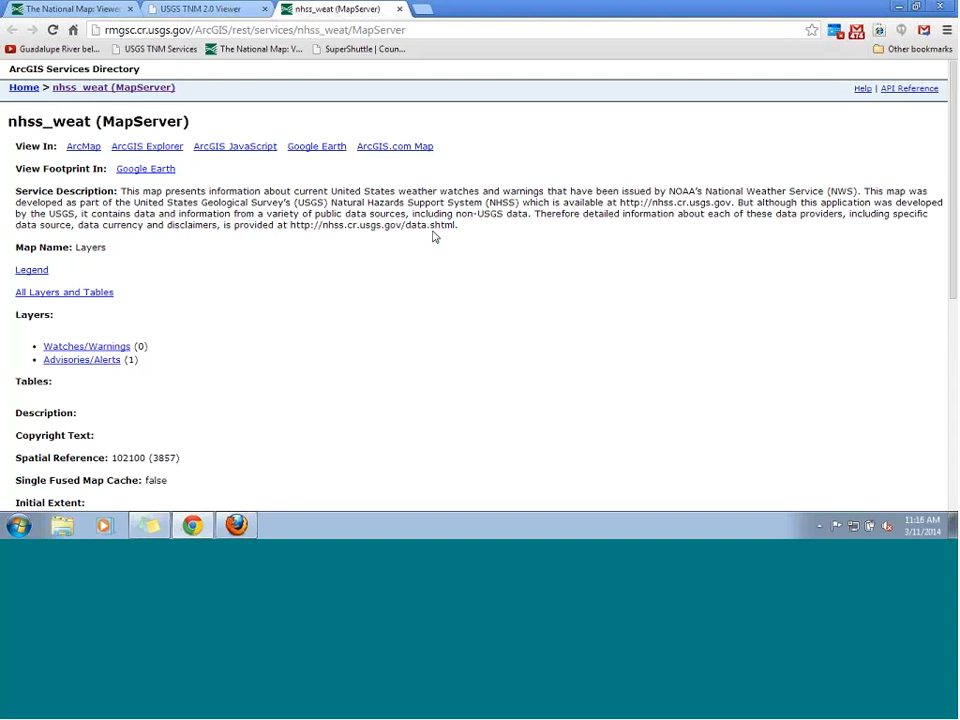 The National Map: Viewer
USGS TNM 2.0 Viewer
nhss_weat (MapServer)
rmgsc.cr.usgs.gov/ArcGIS/rest/services/nhss_weat/MapServer
Guadalupe River bel...
USGS TNM Services
The National Map: V...
SuperShuttle | Coun...
Other bookmarks
ArcGIS Services Directory
Home > nhss_weat (MapServer)
Help | API Reference
nhss_weat (MapServer)
View In: ArcMap ArcGIS Explorer ArcGIS JavaScript Google Earth ArcGIS.com Map
View Footprint In: Google Earth
Service Description: This map presents information about current United States weather watches and warnings that have been issued by NOAA's National Weather Service (NWS). This map was
developed as part of the United States Geological Survey's (USGS) Natural Hazards Support System (NHSS) which is available at http://nhss.cr.usgs.gov. But although this application was developed
by the USGS, it contains data and information from a variety of public data sources, including non-USGS data. Therefore detailed information about each of these data providers, including specific
data source, data currency and disclaimers, is provided at http://nhss.cr.usgs.gov/data.shtml.
Map Name: Layers
Legend
All Layers and Tables
Layers:
• Watches/Warnings (0)
• Advisories/Alerts (1)
Tables:
Description:
Copyright Text:
Spatial Reference: 102100 (3857)
Single Fused Map Cache: false
Initial Extent:
11:16 AM
3/11/2014